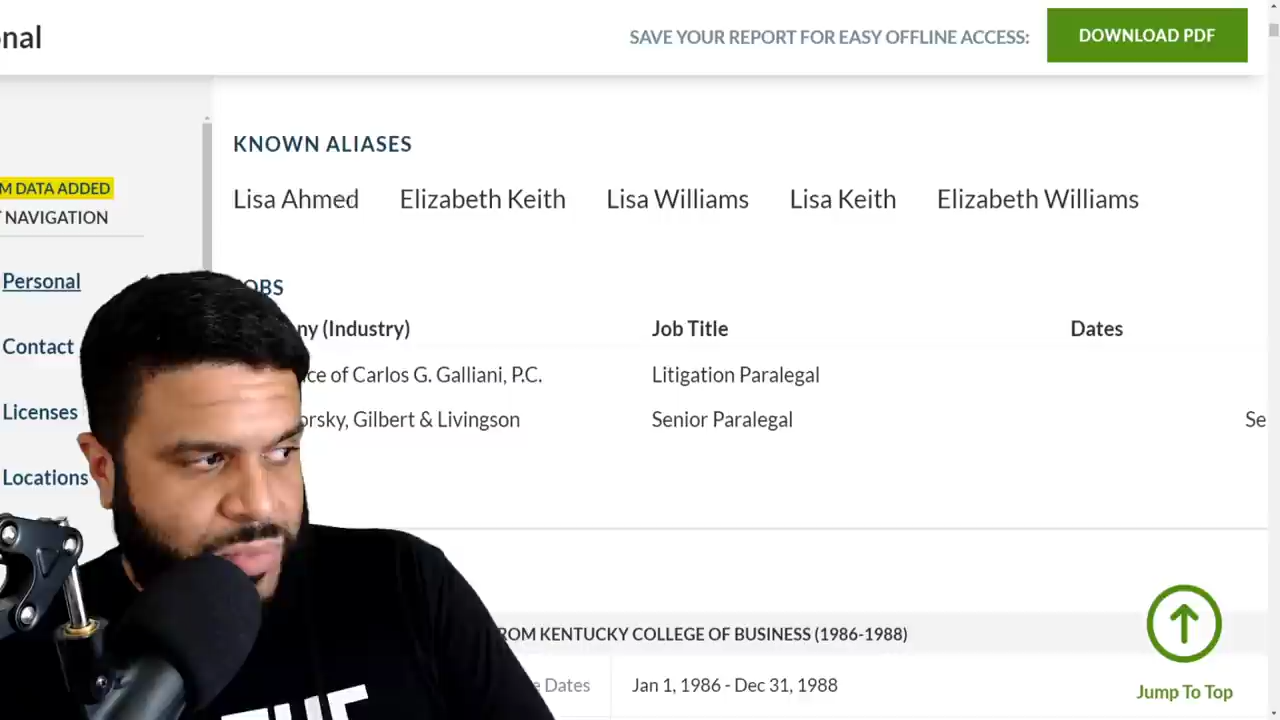 nal
SAVE YOUR REPORT FOR EASY OFFLINE ACCESS:
DOWNLOAD PDF
KNOWN ALIASES
M DATA ADDED
Lisa Ahmed Elizabeth Keith Lisa Williams Lisa Keith Elizabeth Williams
NAVIGATION
Personal
OBS
ny (Industry) Job Title Dates
Contact
ce of Carlos G. Galliani, P.C. Litigation Paralegal
Licenses
orsky, Gilbert & Livingson Senior Paralegal Se
Locations
ROM KENTUCKY COLLEGE OF BUSINESS (1986-1988)
e Dates Jan 1, 1986 - Dec 31, 1988
Jump To Top
THE